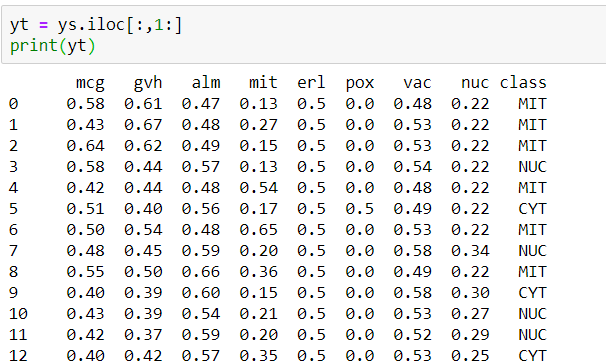 yt = ys.iloc[:,1:]
print(yt)
mcg gvh alm mit erl pox vac nuc class
0 0.58 0.61 0.47 0.13 0.5 0.0 0.48 0.22 MIT
1 0.43 0.67 0.48 0.27 0.5 0.0 0.53 0.22 MIT
2 0.64 0.62 0.49 0.15 0.5 0.0 0.53 0.22 MIT
3 0.58 0.44 0.57 0.13 0.5 0.0 0.54 0.22 NUC
4 0.42 0.44 0.48 0.54 0.5 0.0 0.48 0.22 MIT
5 0.51 0.40 0.56 0.17 0.5 0.5 0.49 0.22 CYT
6 0.50 0.54 0.48 0.65 0.5 0.0 0.53 0.22 MIT
7 0.48 0.45 0.59 0.20 0.5 0.0 0.58 0.34 NUC
8 0.55 0.50 0.66 0.36 0.5 0.0 0.49 0.22 MIT
9 0.40 0.39 0.60 0.15 0.5 0.0 0.58 0.30 CYT
10 0.43 0.39 0.54 0.21 0.5 0.0 0.53 0.27 NUC
11 0.42 0.37 0.59 0.20 0.5 0.0 0.52 0.29 NUC
12 0.40 0.42 0.57 0.35 0.5 0.0 0.53 0.25 CYT